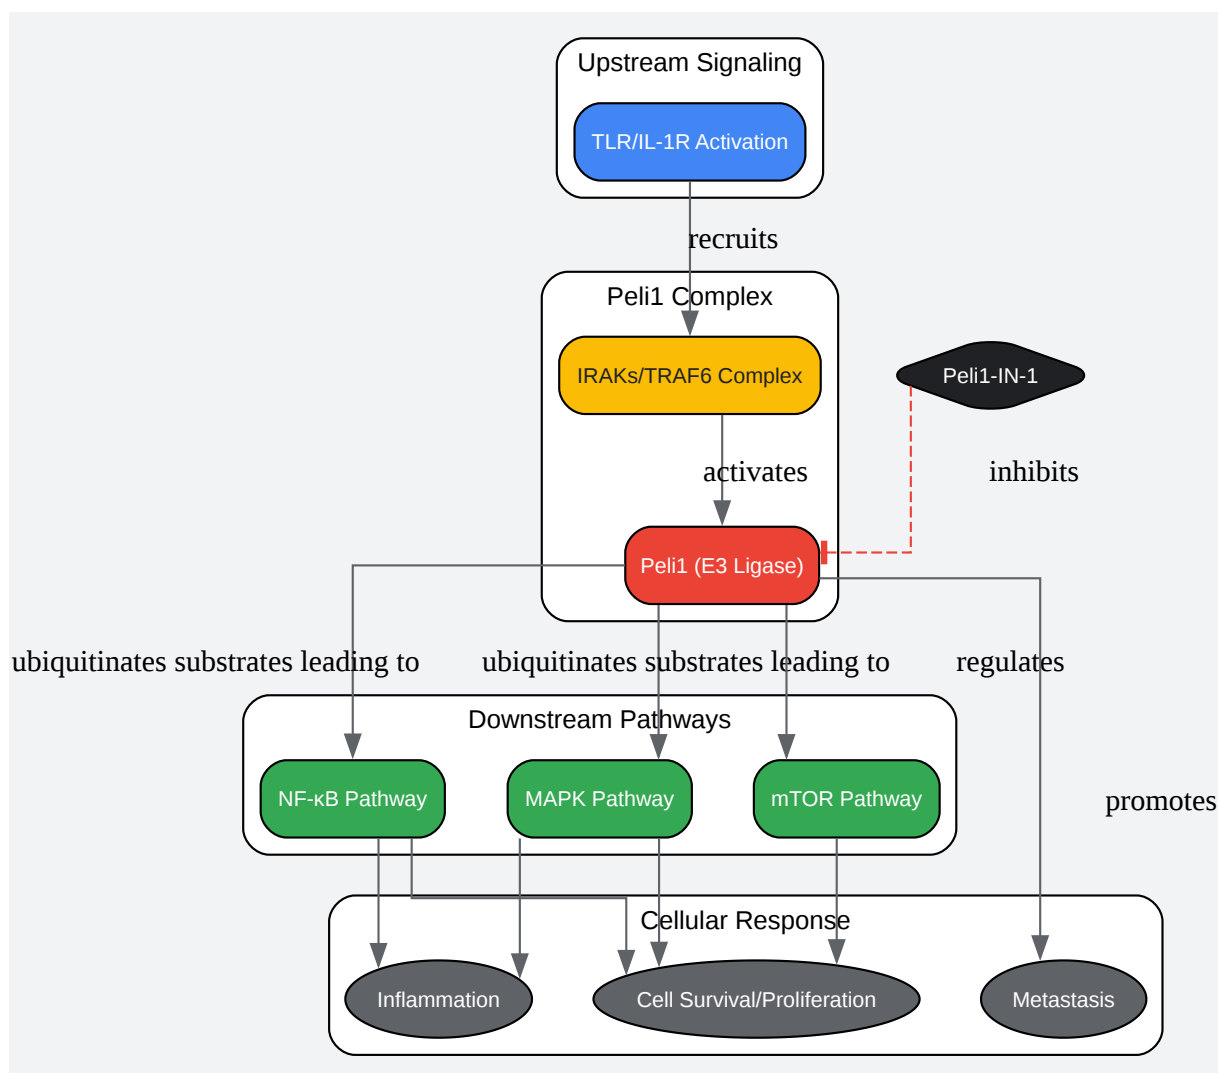 Upstream Signaling
TLR/IL-1R Activation
recruits
Peli1 Complex
IRAKs/TRAF6 Complex
Peli1-IN-1
activates
inhibits
Peli1 (E3 Ligase)
ubiquitinates substrates leading to
ubiquitinates substrates leading to
regulates
Downstream Pathways
NF-κB Pathway
MAPK Pathway
mTOR Pathway
promotes
Cellular Response
Inflammation
Cell Survival/Proliferation
Metastasis